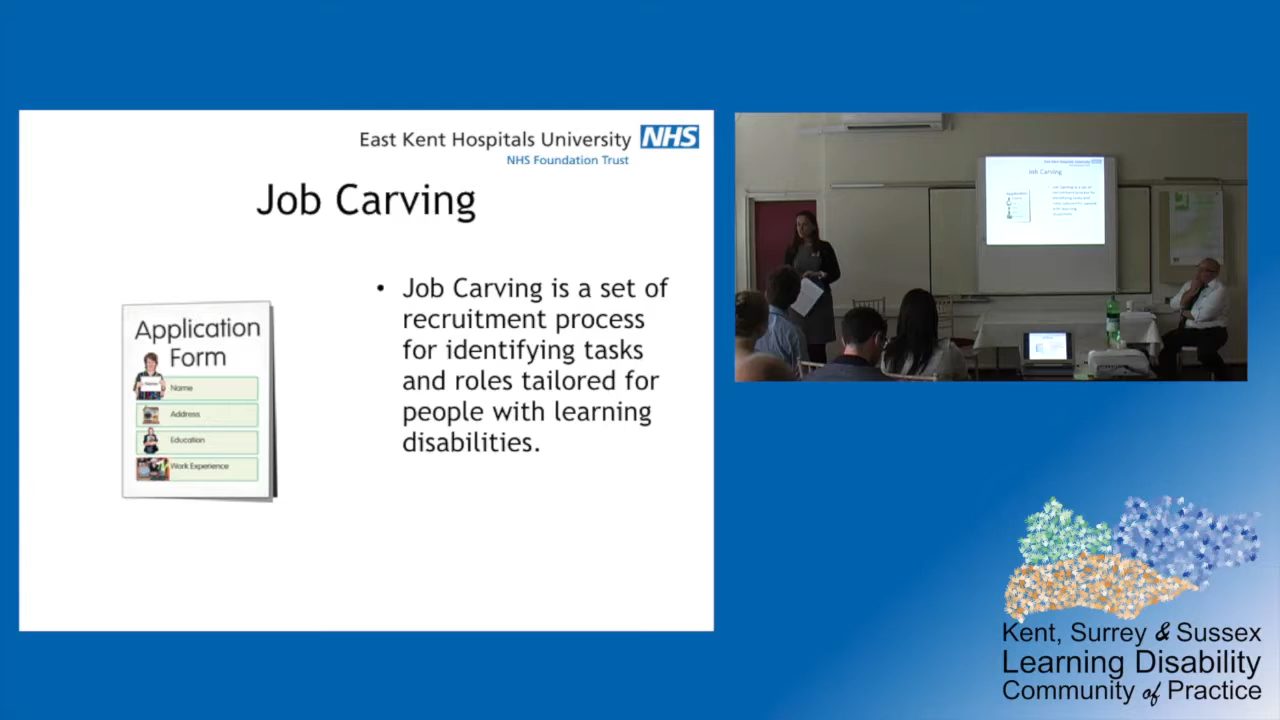 East Kent Hospitals University NHS
NHS Foundation Trust
Job Carving
Application
Form
Name
Address
Education
Work Experience
• Job Carving is a set of
recruitment process
for identifying tasks
and roles tailored for
people with learning
disabilities.
Job Carving
Kent, Surrey & Sussex
Learning Disability
Community of Practice